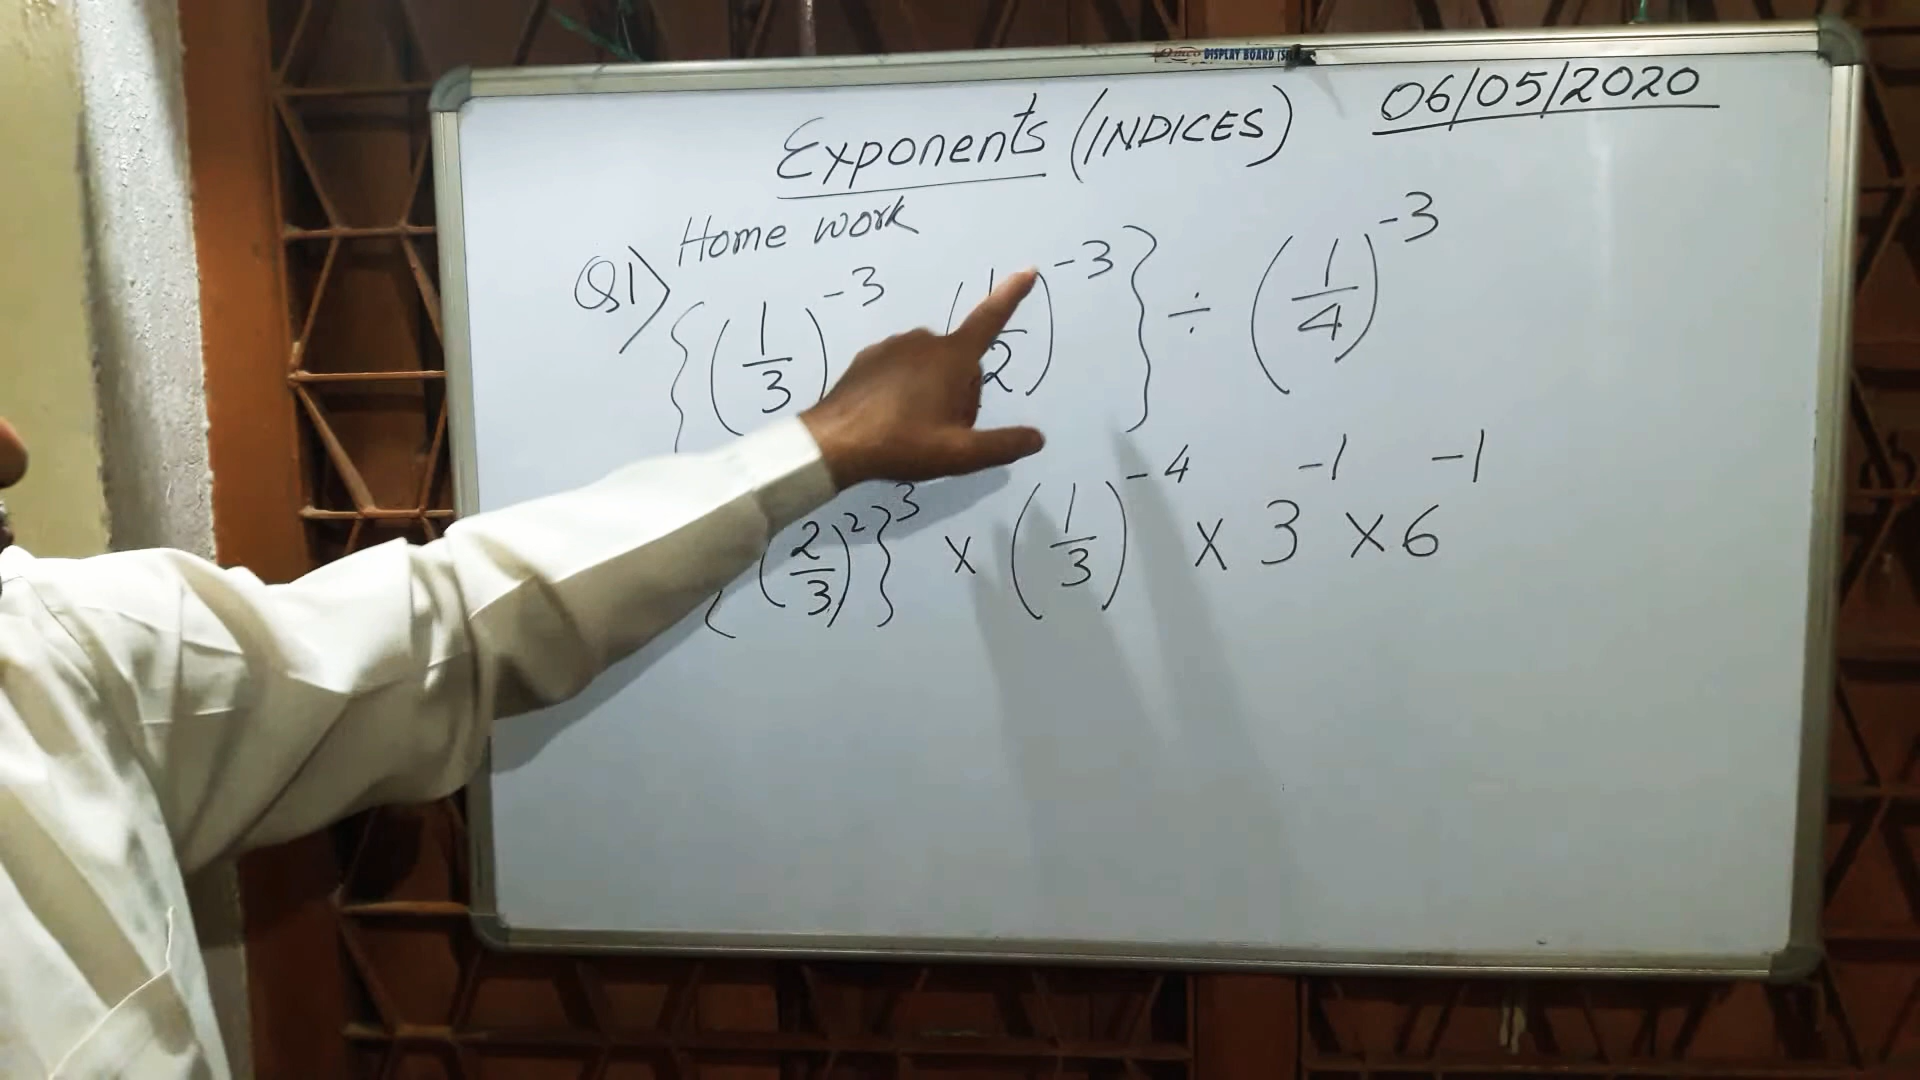 DISPLAY BOARD
Exponents (INDICES) 06/05/2020
Home work
Q1) {(1/3)^-3 (1/2)^-3} ÷ (1/4)^-3
{(2/3)^2}^3 × (1/3)^-4 × 3^-1 × 6^-1